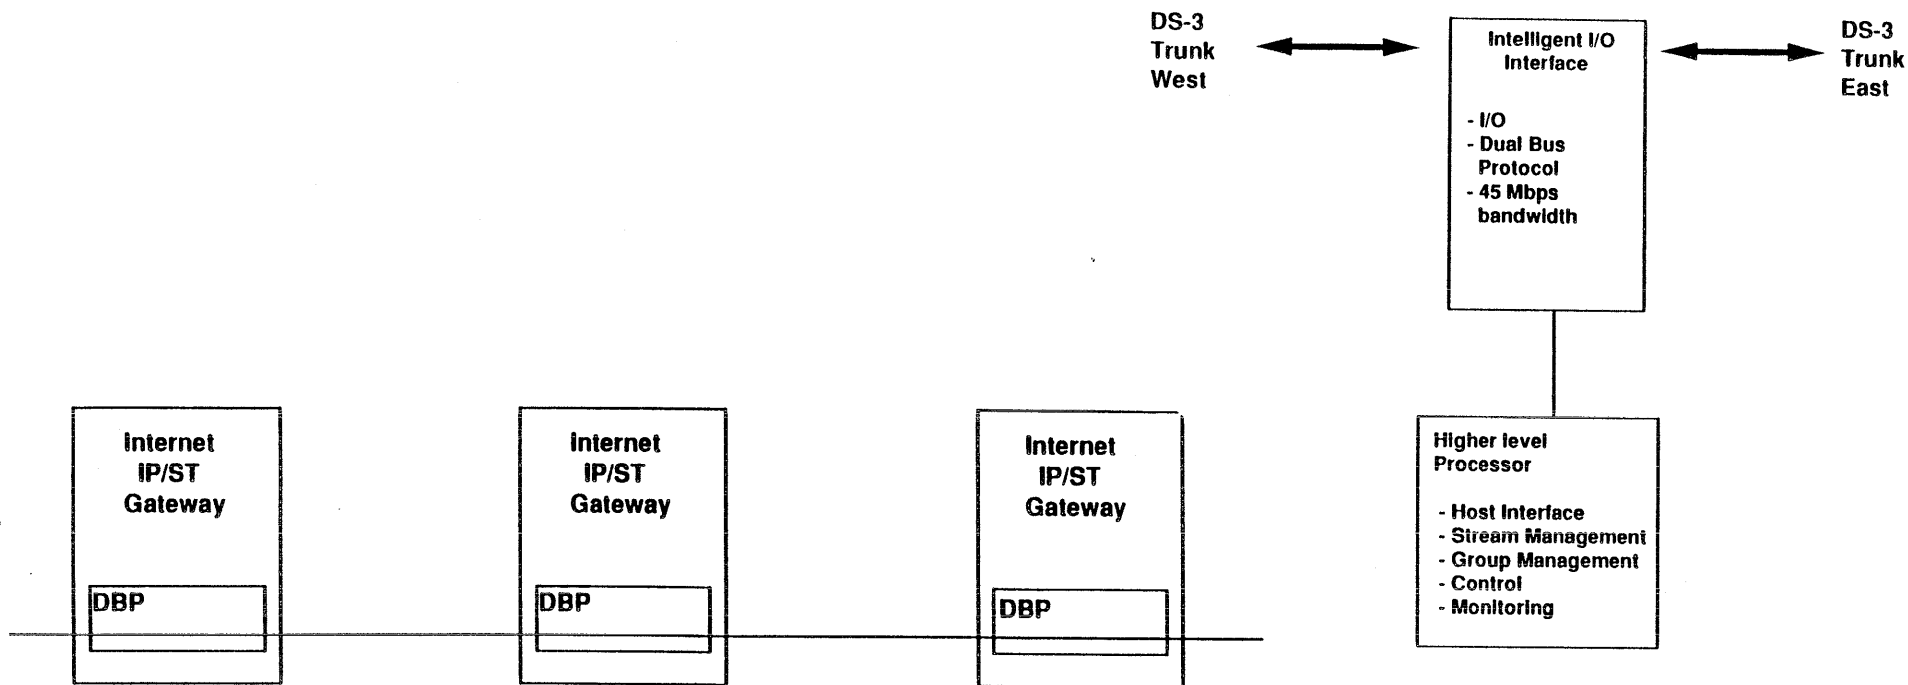 DS-3
Trunk
West
Intelligent I/O
Interface
- I/O
- Dual Bus
Protocol
- 45 Mbps
bandwidth
DS-3
Trunk
East
Internet
IP/ST
Gateway
DBP
Internet
IP/ST
Gateway
DBP
Internet
IP/ST
Gateway
DBP
Higher level
Processor
- Host Interface
- Stream Management
- Group Management
- Control
- Monitoring